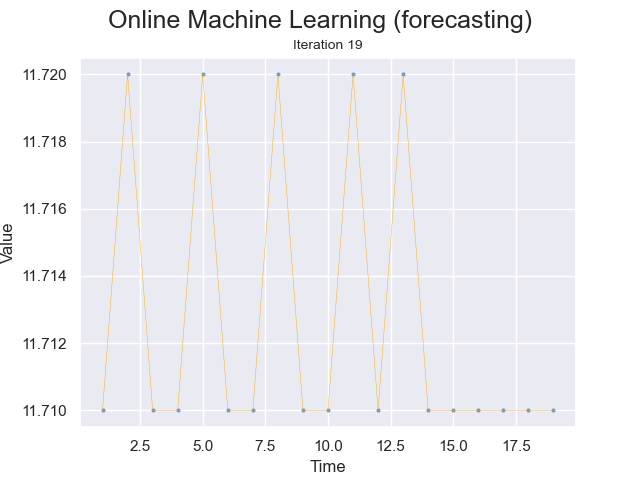 Online Machine Learning (forecasting)
Iteration 19
11.720
11.718
11.716
11.714
11.712
11.710
Value
2.5 5.0 7.5 10.0 12.5 15.0 17.5
Time